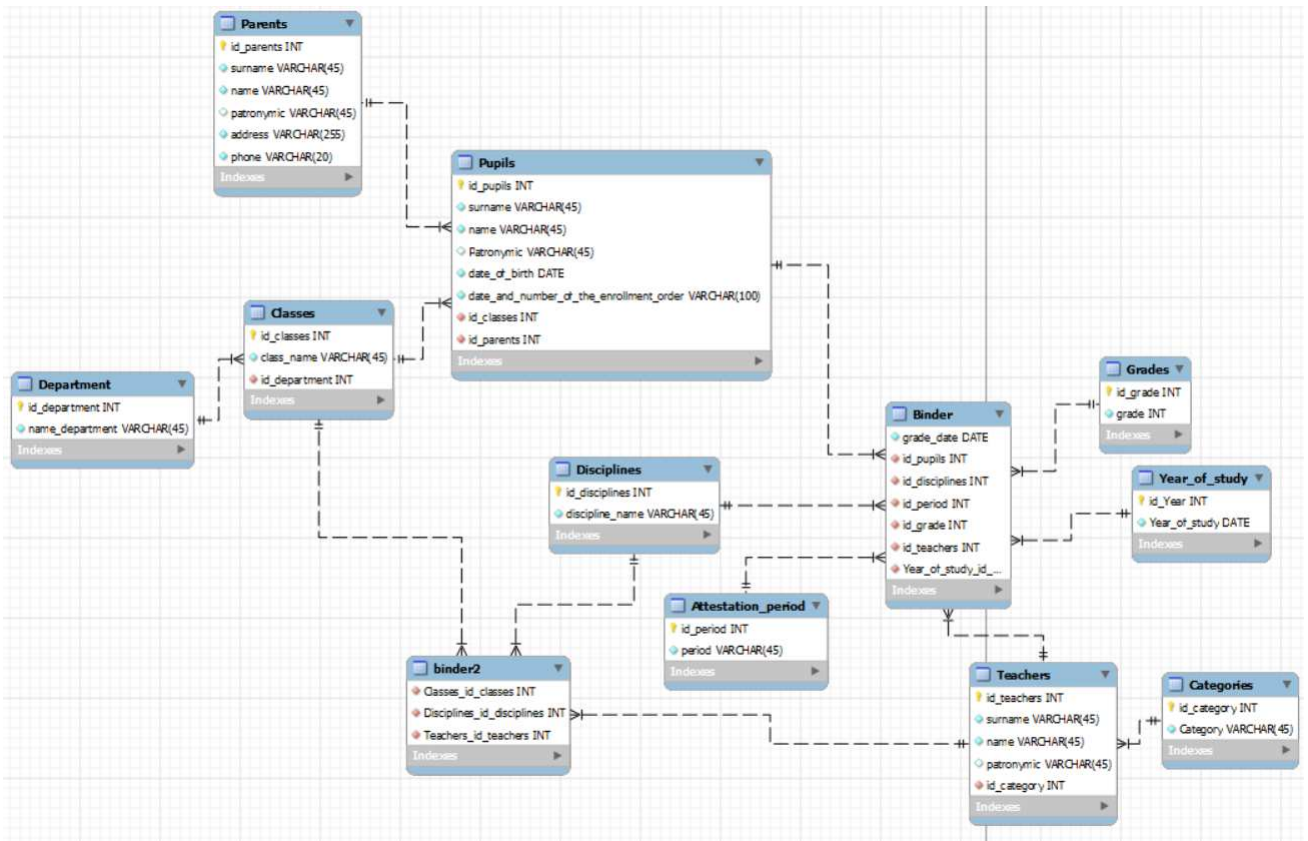 Parents
id_parents INT
surname VARCHAR(45)
name VARCHAR(45)
patronymic VARCHAR(45)
address VARCHAR(255)
phone VARCHAR(20)
Indexes
Pupils
id_pupils INT
surname VARCHAR(45)
name VARCHAR(45)
Patronymic VARCHAR(45)
date_of_birth DATE
date_and_number_of_the_enrollment_order VARCHAR(100)
id_classes INT
id_parents INT
Indexes
Classes
id_classes INT
class_name VARCHAR(45)
id_department INT
Indexes
Department
id_department INT
name_department VARCHAR(45)
Indexes
Grades
id_grade INT
grade INT
Indexes
Binder
grade_date DATE
id_pupils INT
id_disciplines INT
id_period INT
id_grade INT
id_teachers INT
Year_of_study_id_...
Indexes
Disciplines
id_disciplines INT
discipline_name VARCHAR(45)
Indexes
Year_of_study
id_Year INT
Year_of_study DATE
Indexes
Attestation_period
id_period INT
period VARCHAR(45)
Indexes
binder2
Classes_id_classes INT
Disciplines_id_disciplines INT
Teachers_id_teachers INT
Indexes
Teachers
id_teachers INT
surname VARCHAR(45)
name VARCHAR(45)
patronymic VARCHAR(45)
id_category INT
Indexes
Categories
id_category INT
Category VARCHAR(45)
Indexes